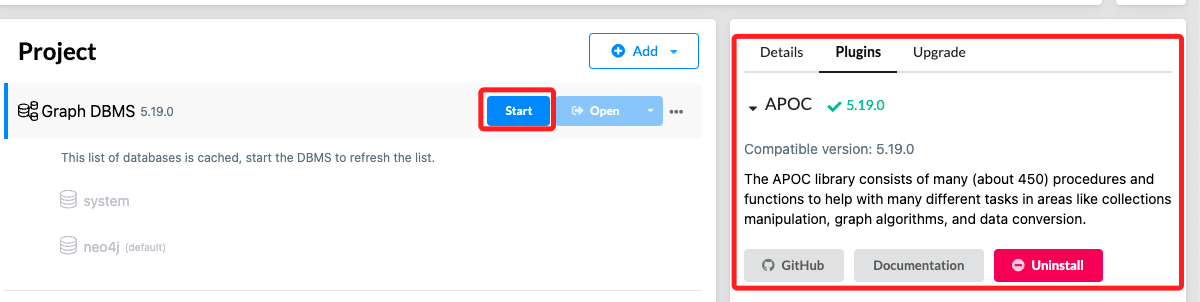 Project
Add
Graph DBMS 5.19.0
Start
Open
This list of databases is cached, start the DBMS to refresh the list.
system
neo4j (default)
Details
Plugins
Upgrade
APOC
5.19.0
Compatible version: 5.19.0
The APOC library consists of many (about 450) procedures and
functions to help with many different tasks in areas like collections
manipulation, graph algorithms, and data conversion.
GitHub
Documentation
Uninstall